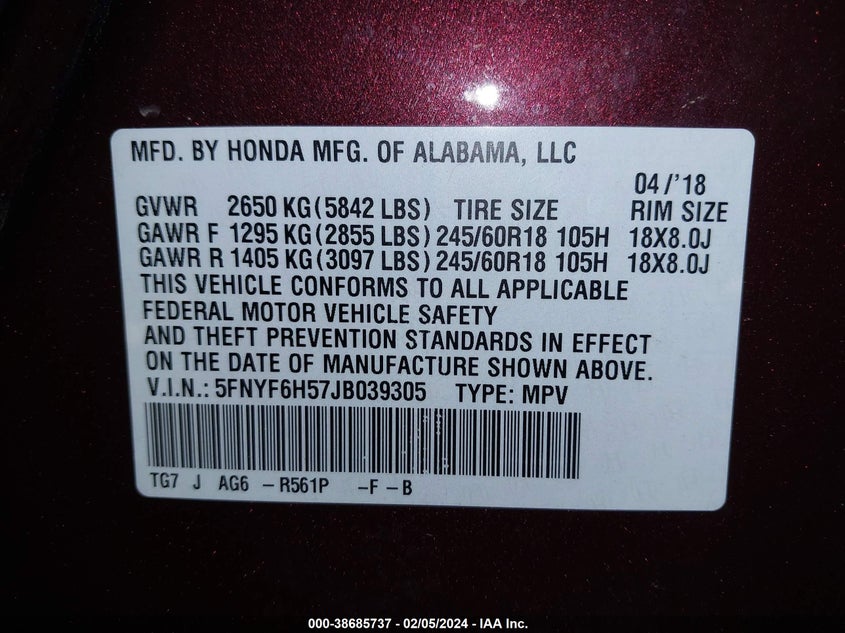 MFD. BY HONDA MFG. OF ALABAMA, LLC
04/'18
GVWR 2650 KG (5842 LBS) TIRE SIZE RIM SIZE
GAWR F 1295 KG (2855 LBS) 245/60R18 105H 18X8.0J
GAWR R 1405 KG (3097 LBS) 245/60R18 105H 18X8.0J
THIS VEHICLE CONFORMS TO ALL APPLICABLE
FEDERAL MOTOR VEHICLE SAFETY
AND THEFT PREVENTION STANDARDS IN EFFECT
ON THE DATE OF MANUFACTURE SHOWN ABOVE.
V.I.N.: 5FNYF6H57JB039305 TYPE: MPV
TG7 J AG6 -R561P -F-B
000-38685737 - 02/05/2024 - IAA Inc.